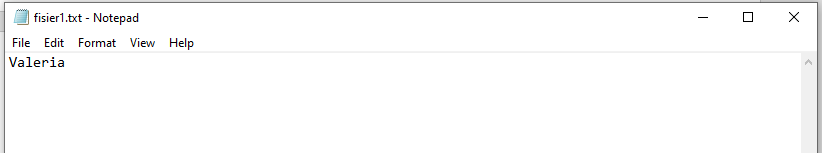 fisier1.txt - Notepad
File Edit Format View Help
Valeria